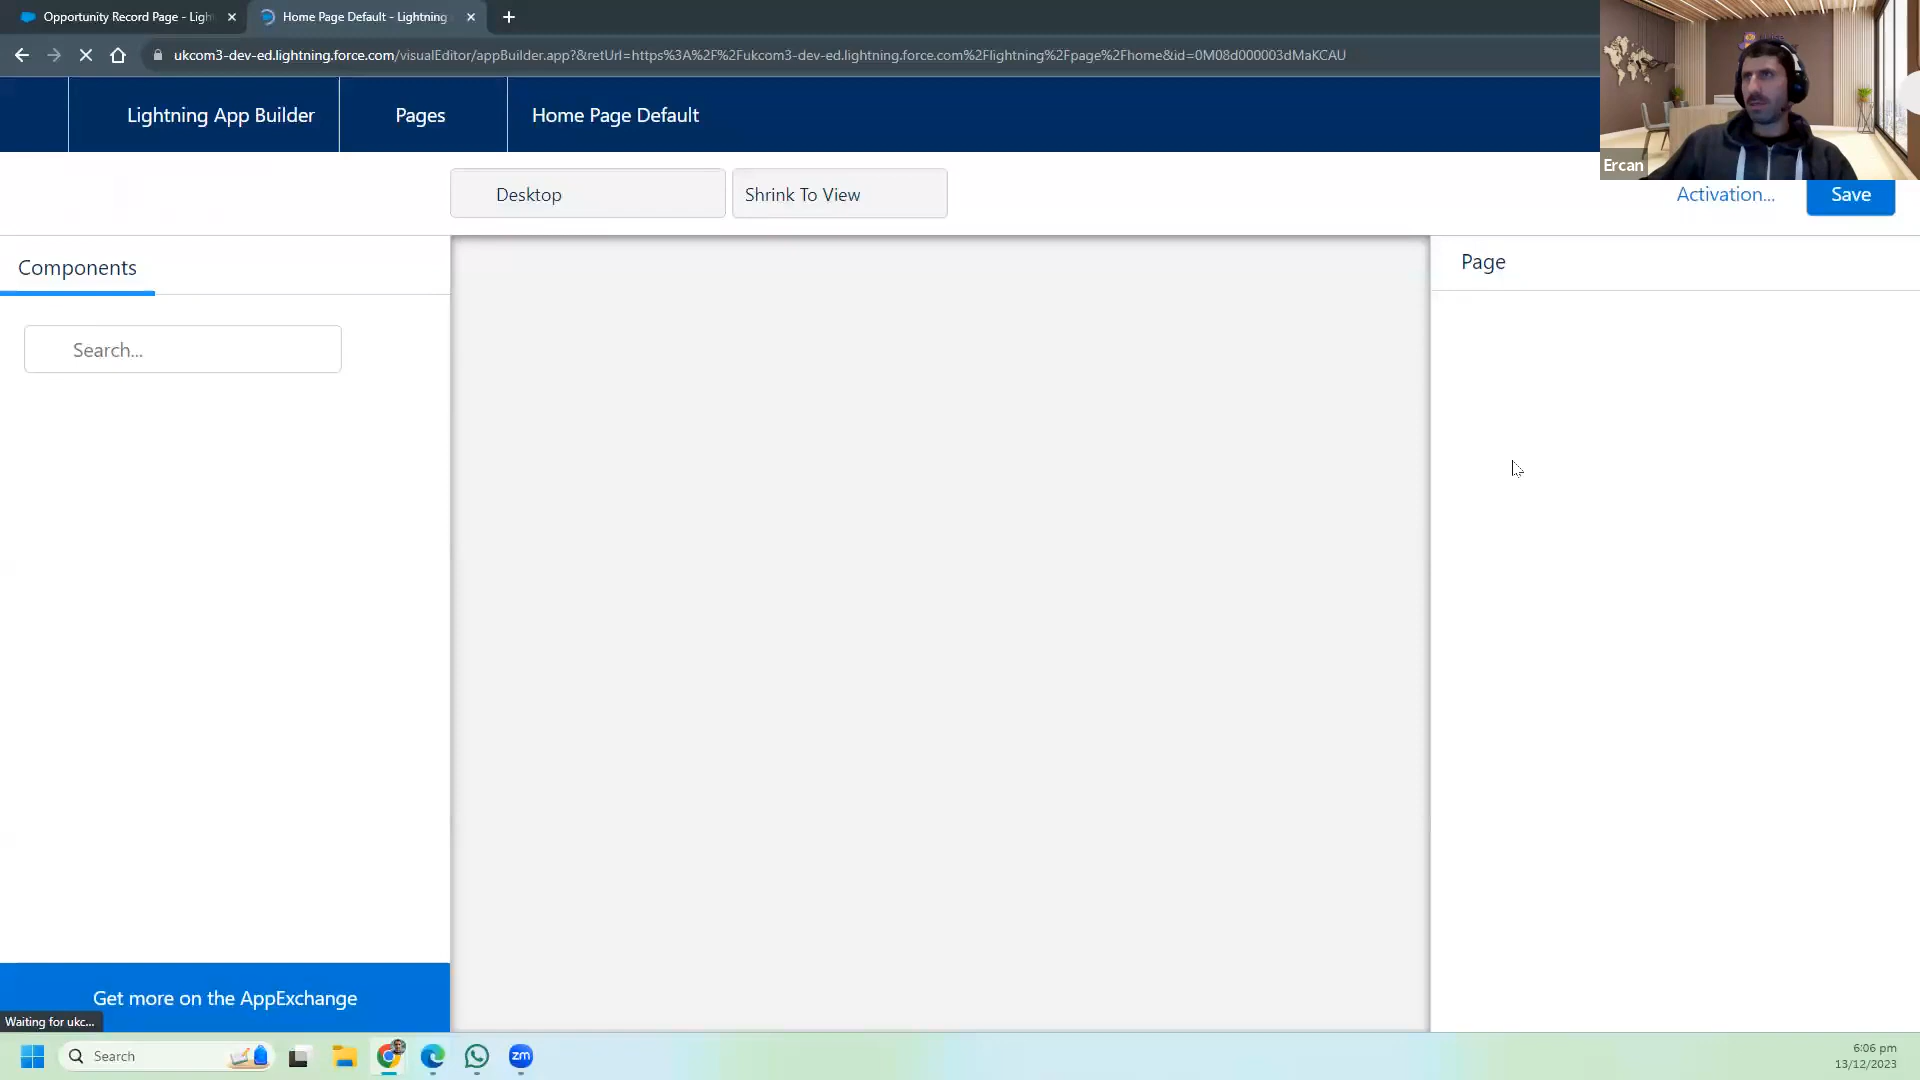 Opportunity Record Page - Ligh
Home Page Default - Lightning
ukcom3-dev-ed.lightning.force.com/visualEditor/appBuilder.app?&retUrl=https%3A%2F%2Fukcom3-dev-ed.lightning.force.com%2Flightning%2Fpage%2Fhome&id=0M08d000003dMaKCAU
Lightning App Builder
Pages
Home Page Default
Ercan
Desktop
Shrink To View
Activation...
Save
Components
Page
Search...
Get more on the AppExchange
Waiting for ukc...
Search
zm
6:06 pm
13/12/2023